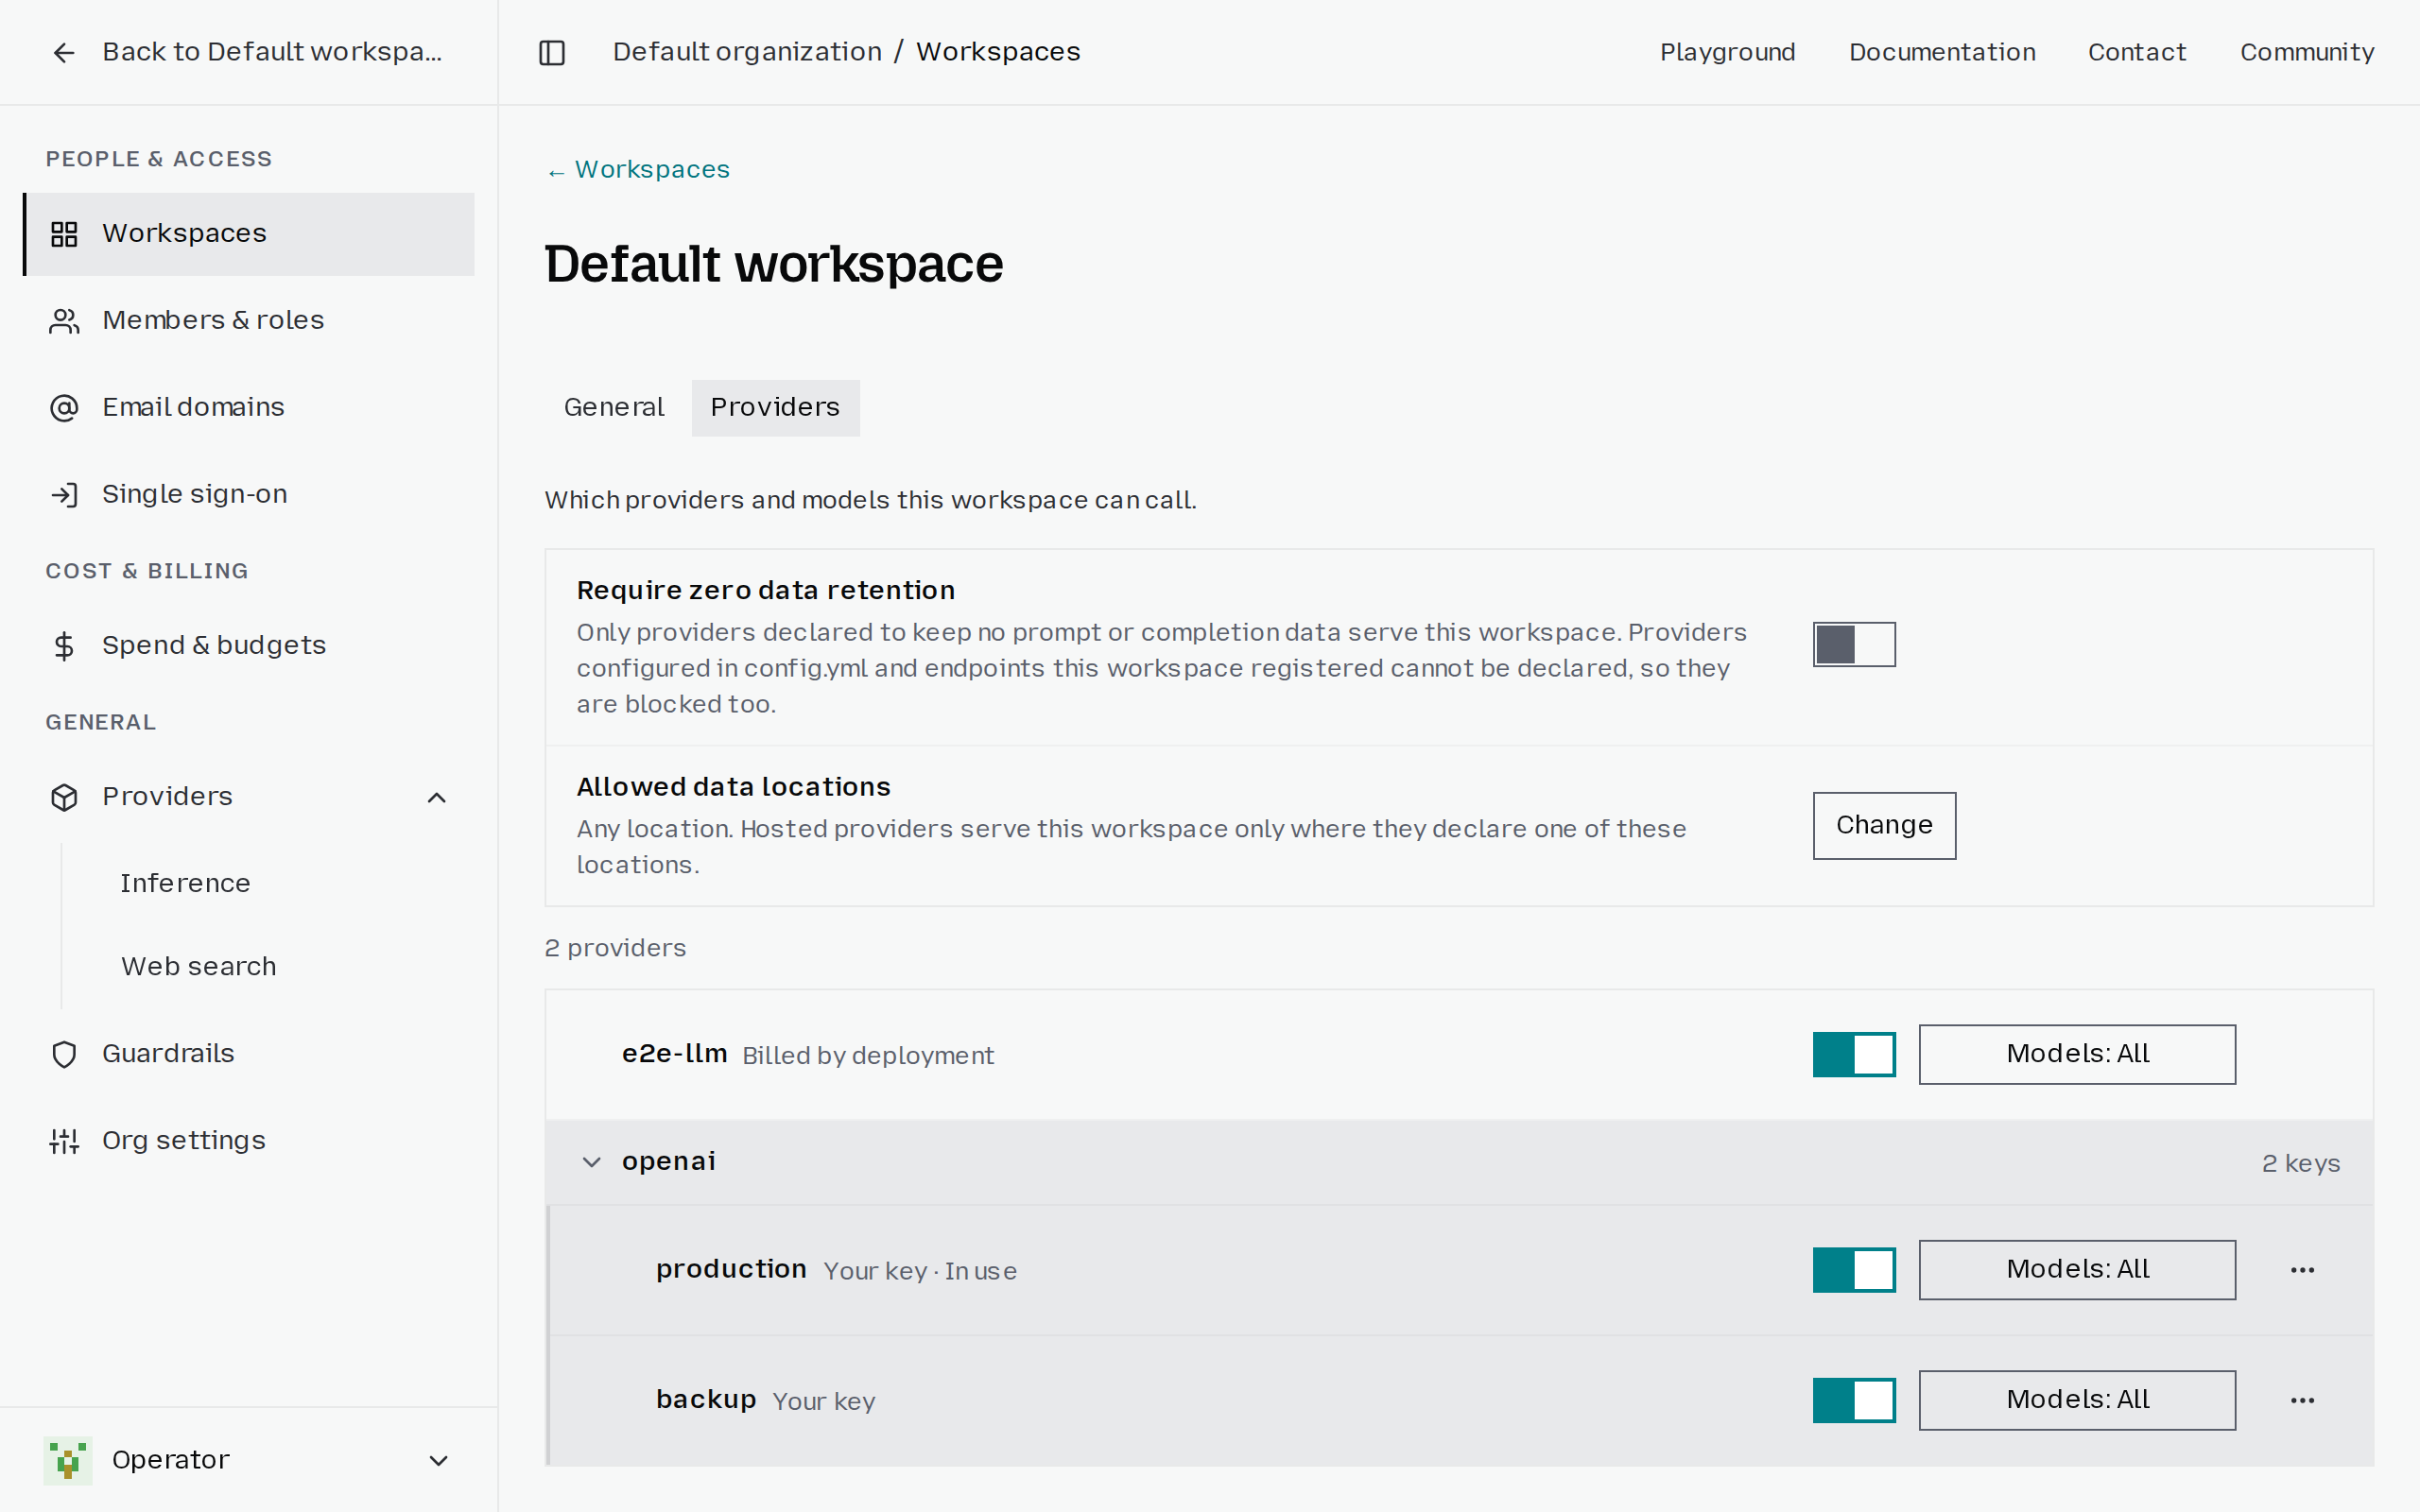 Back to Default workspa...
Default organization / Workspaces
Playground
Documentation
Contact
Community
PEOPLE & ACCESS
Workspaces
Members & roles
Email domains
Single sign-on
COST & BILLING
Spend & budgets
GENERAL
Providers
Inference
Web search
Guardrails
Org settings
Operator
← Workspaces
Default workspace
General
Providers
Which providers and models this workspace can call.
Require zero data retention
Only providers declared to keep no prompt or completion data serve this workspace. Providers
configured in config.yml and endpoints this workspace registered cannot be declared, so they
are blocked too.
Allowed data locations
Any location. Hosted providers serve this workspace only where they declare one of these
locations.
Change
2 providers
e2e-llm Billed by deployment
Models: All
openai
2 keys
production Your key · In use
Models: All
backup Your key
Models: All